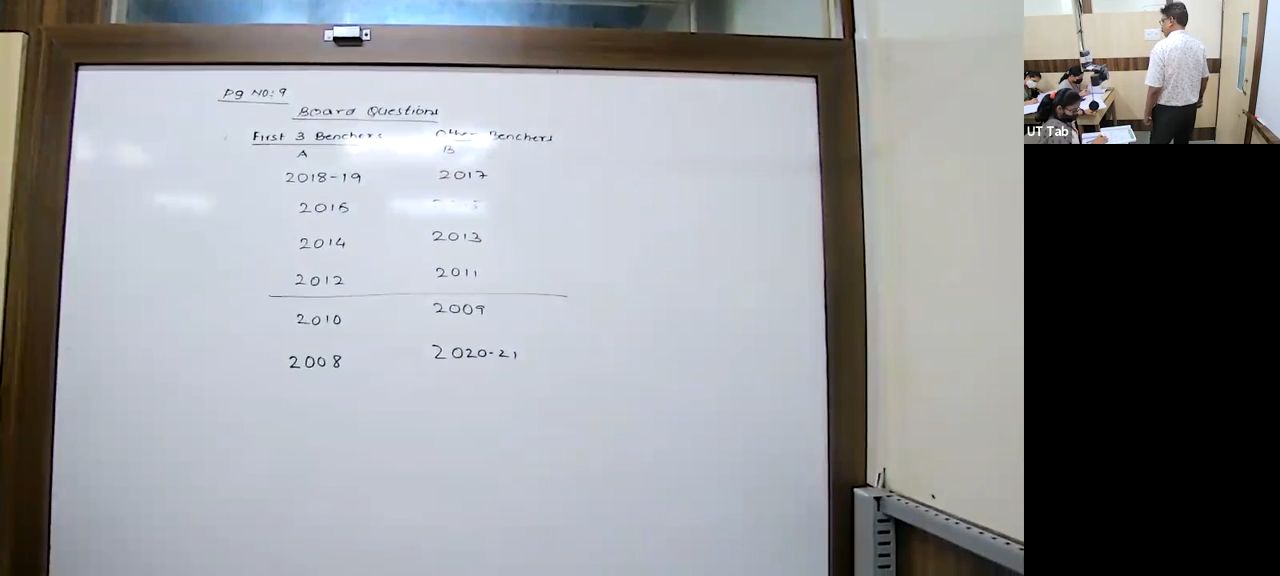 Pg No: 9
Board Questions
First 3 Benchers Other Benchers
A B
2018-19 2017
2016
2014 2013
2012 2011
2010 2009
2008 2020-21
UT Tab